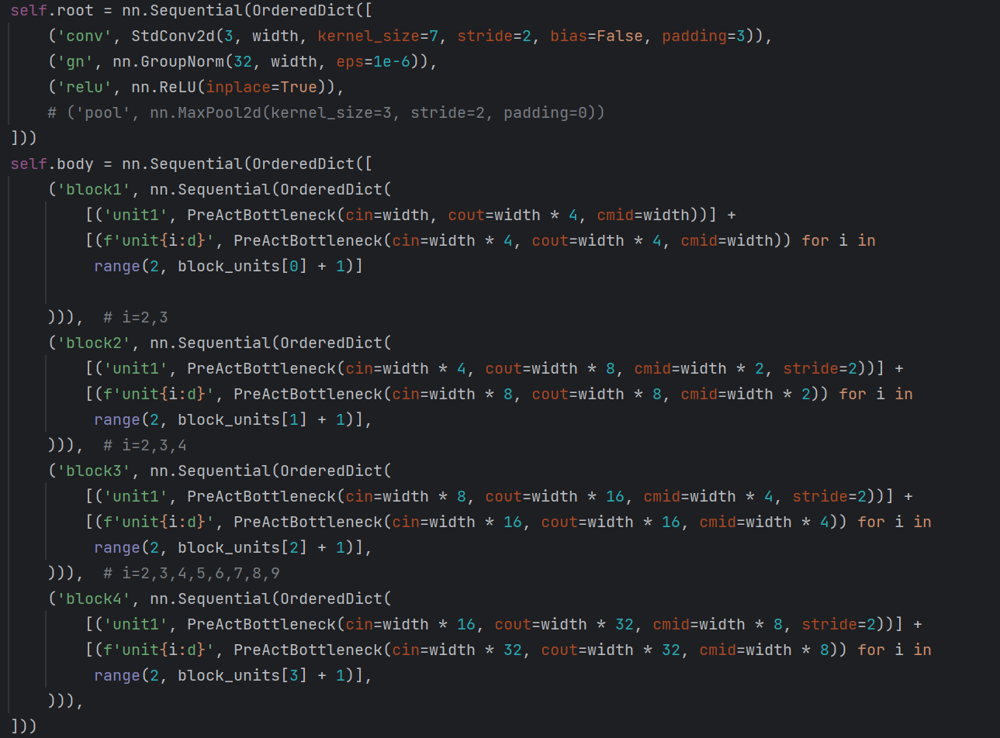 self.root = nn.Sequential(OrderedDict([
    ('conv', StdConv2d(3, width, kernel_size=7, stride=2, bias=False, padding=3)),
    ('gn', nn.GroupNorm(32, width, eps=1e-6)),
    ('relu', nn.ReLU(inplace=True)),
    # ('pool', nn.MaxPool2d(kernel_size=3, stride=2, padding=0))
]))
self.body = nn.Sequential(OrderedDict([
    ('block1', nn.Sequential(OrderedDict(
        [('unit1', PreActBottleneck(cin=width, cout=width * 4, cmid=width))] +
        [(f'unit{i:d}', PreActBottleneck(cin=width * 4, cout=width * 4, cmid=width)) for i in
         range(2, block_units[0] + 1)]

    ))),  # i=2,3
    ('block2', nn.Sequential(OrderedDict(
        [('unit1', PreActBottleneck(cin=width * 4, cout=width * 8, cmid=width * 2, stride=2))] +
        [(f'unit{i:d}', PreActBottleneck(cin=width * 8, cout=width * 8, cmid=width * 2)) for i in
         range(2, block_units[1] + 1)],
    ))),  # i=2,3,4
    ('block3', nn.Sequential(OrderedDict(
        [('unit1', PreActBottleneck(cin=width * 8, cout=width * 16, cmid=width * 4, stride=2))] +
        [(f'unit{i:d}', PreActBottleneck(cin=width * 16, cout=width * 16, cmid=width * 4)) for i in
         range(2, block_units[2] + 1)],
    ))),  # i=2,3,4,5,6,7,8,9
    ('block4', nn.Sequential(OrderedDict(
        [('unit1', PreActBottleneck(cin=width * 16, cout=width * 32, cmid=width * 8, stride=2))] +
        [(f'unit{i:d}', PreActBottleneck(cin=width * 32, cout=width * 32, cmid=width * 8)) for i in
         range(2, block_units[3] + 1)],
    ))),
]))